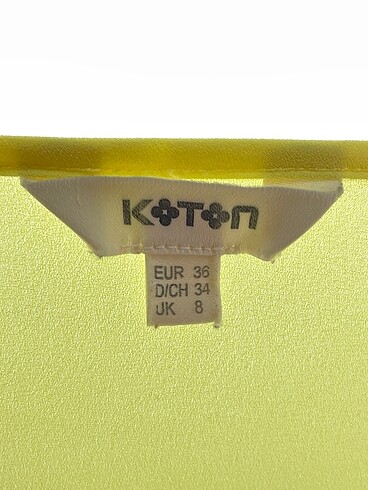 KOTON
EUR 36
D/CH 34
UK 8